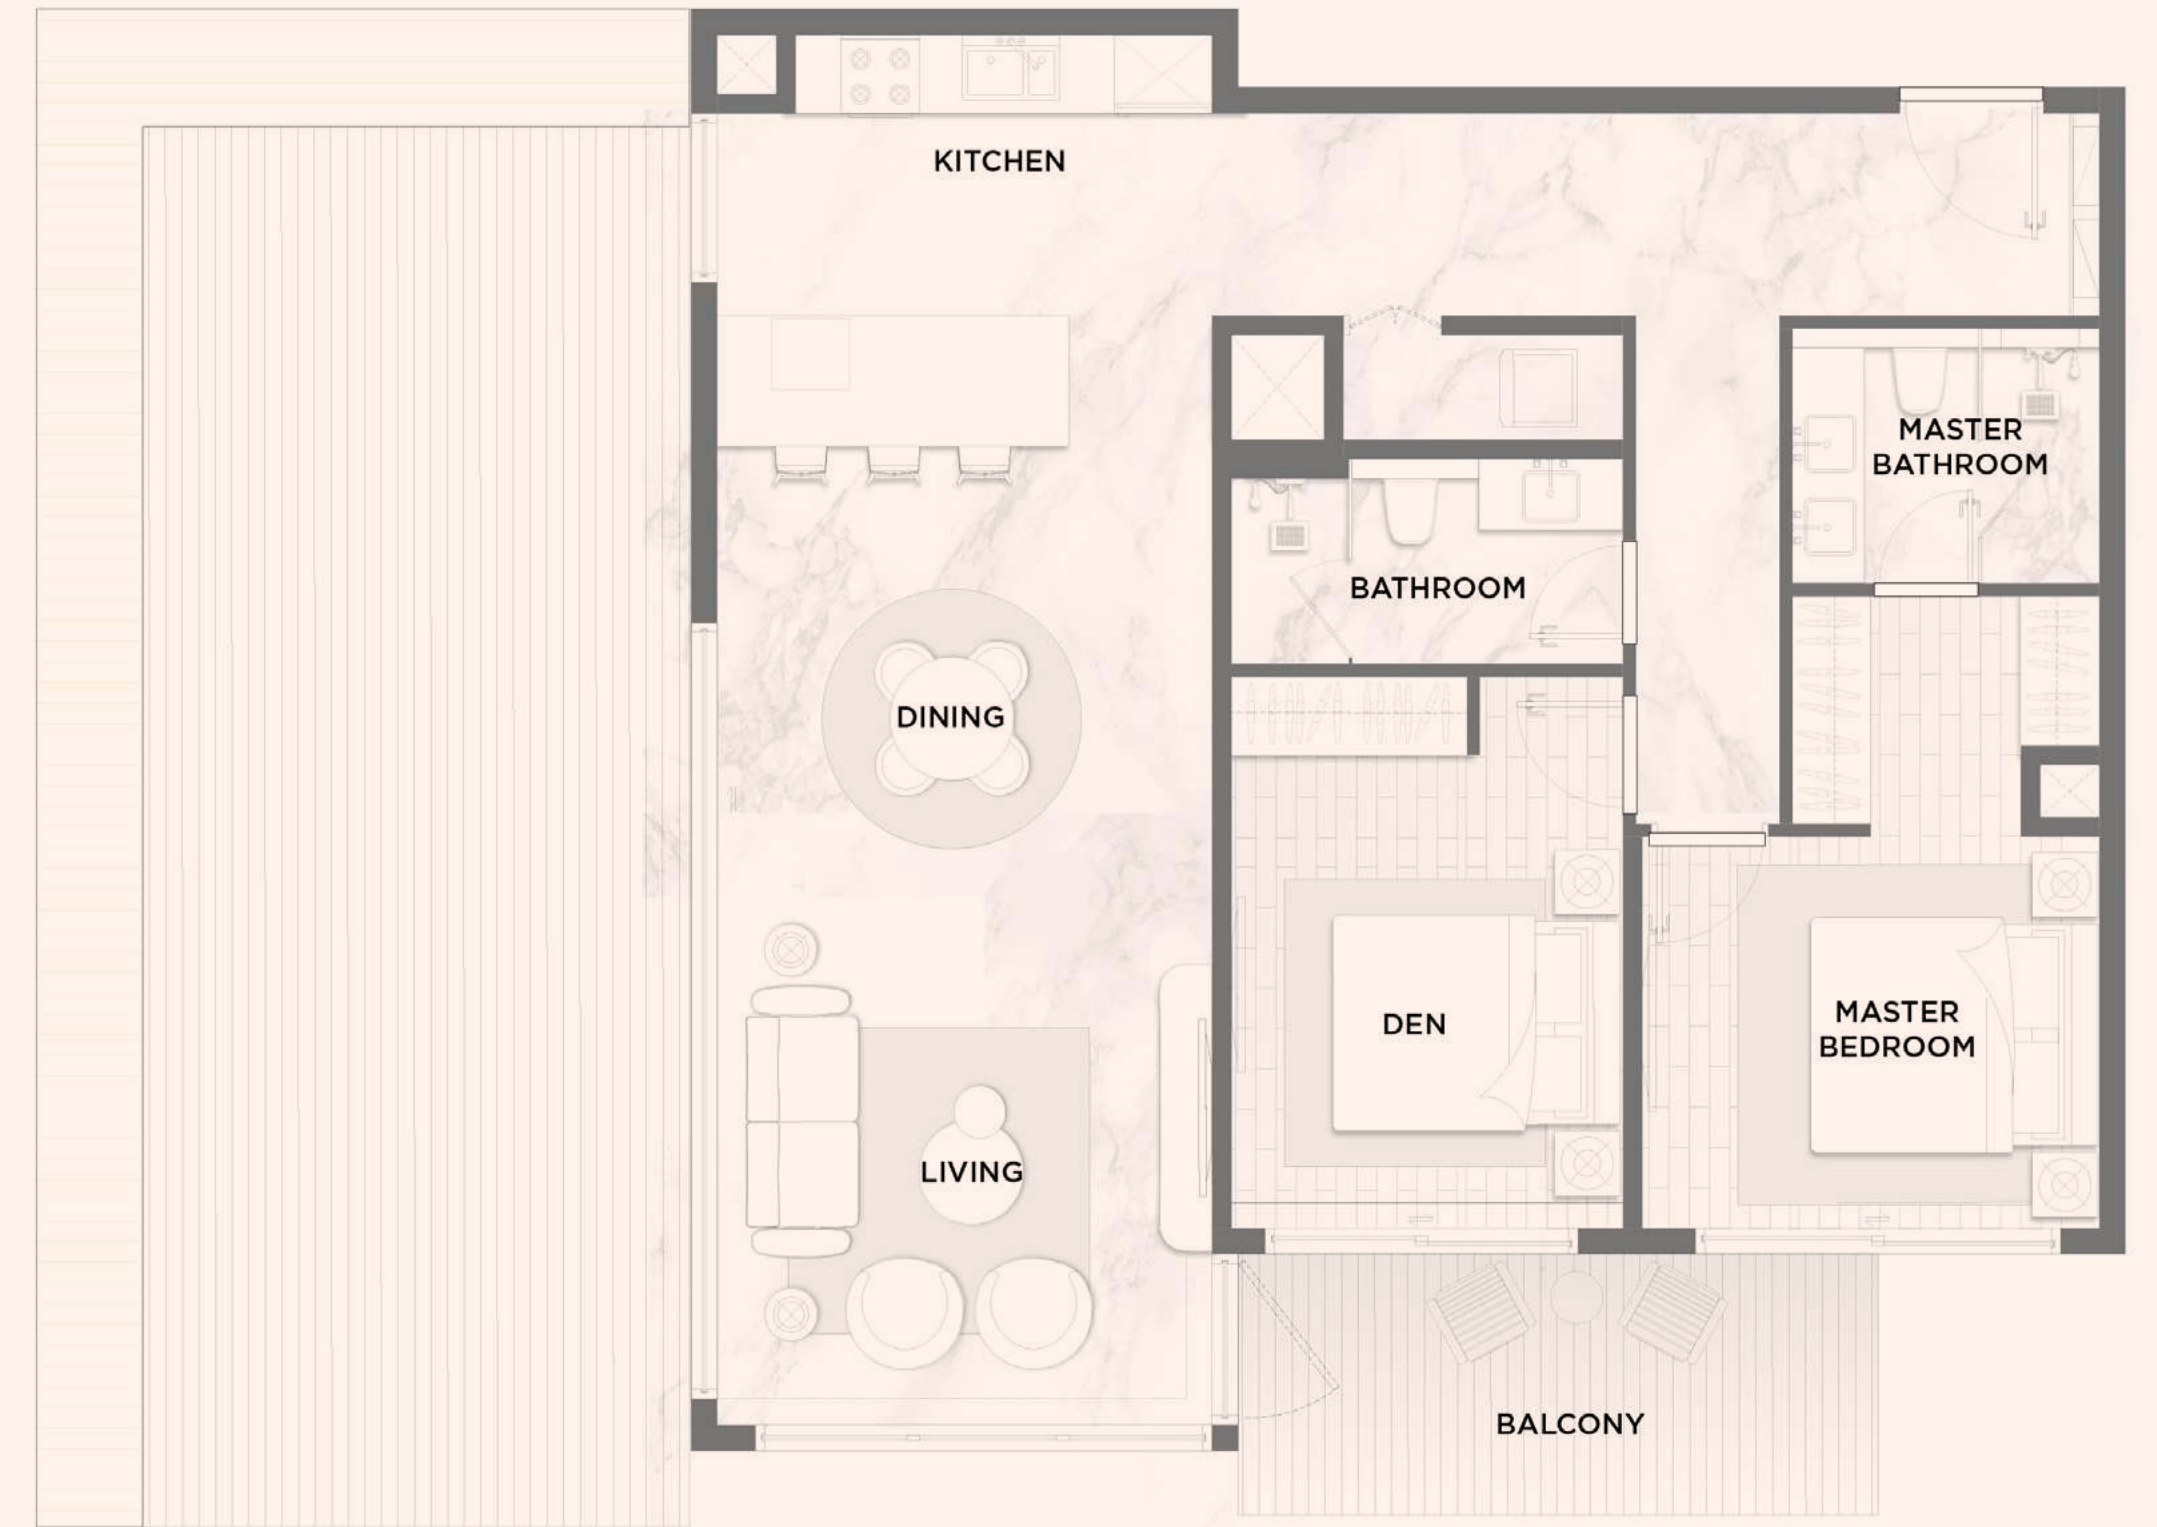 KITCHEN
MASTER
BATHROOM
BATHROOM
DINING
DEN
MASTER
BEDROOM
LIVING
BALCONY